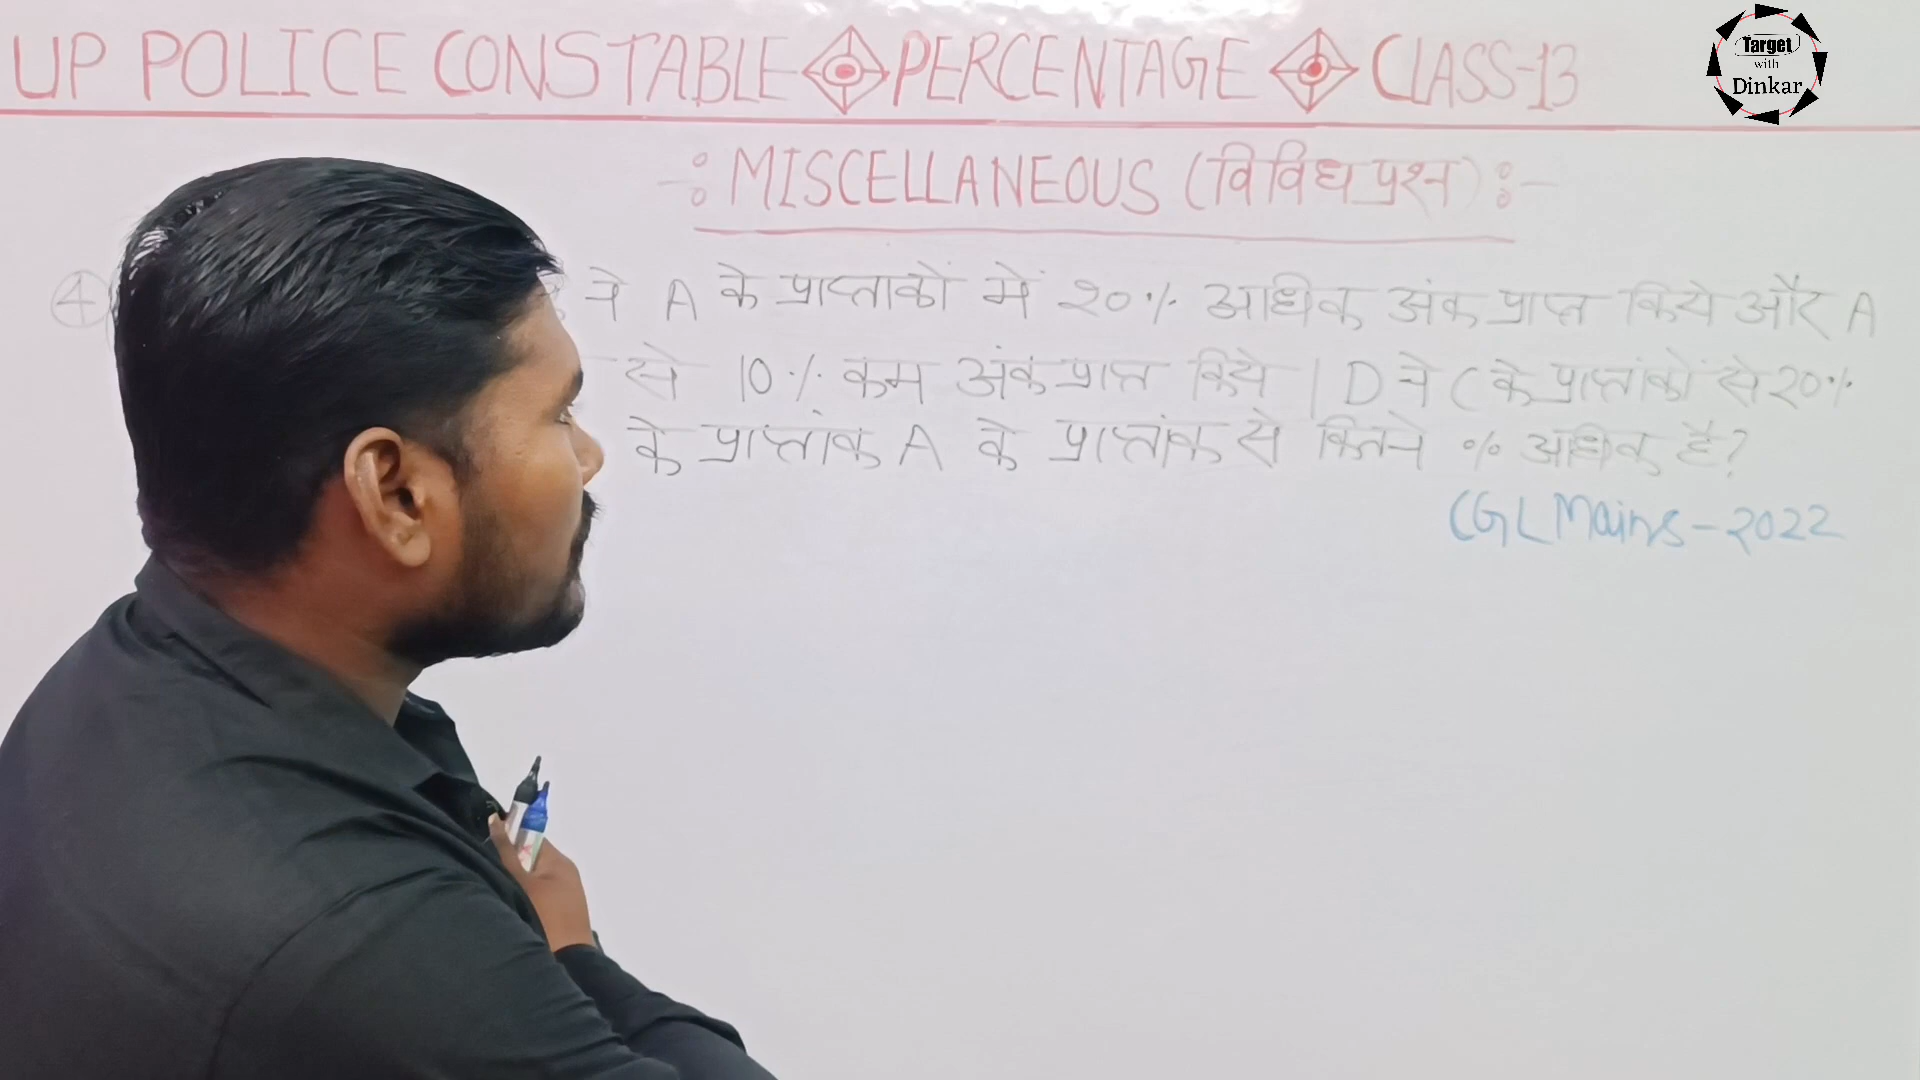 UP POLICE CONSTABLE PERCENTAGE CLASS-13
Target
with
Dinkar
-: MISCELLANEOUS (विविध प्रश्न) :-
4 ने A के प्राप्ताकों में 20% अधिक अंक प्राप्त किये और A
से 10% कम अंक प्राप्त किये । D ने C के प्राप्तांकों से 20%
के प्राप्तांक A के प्राप्तांक से कितने % अधिक है?
CGL Mains-2022